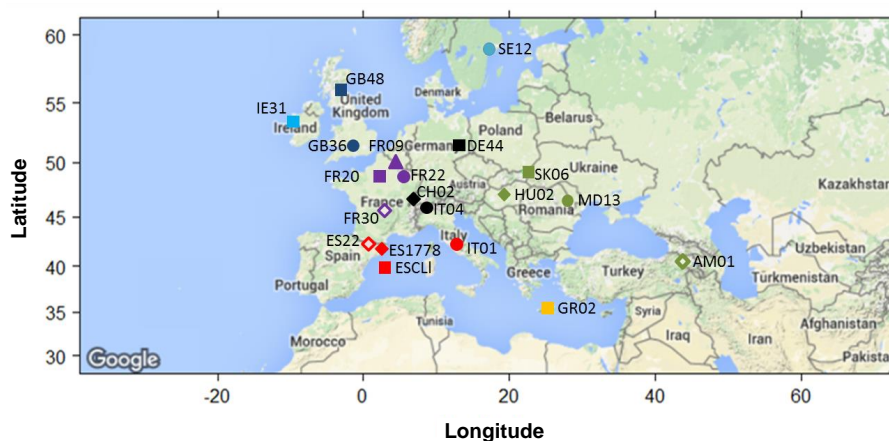 60
SE12
GB48
Denmark
United
Kingdom
55
IE31
Ireland
Belarus
Poland
GB36
FR09
German
DE44
50
FR20
FR22
SK06
Ukraine
Austria
Kazakhstan
CH02
HU02
France
IT04
Romania
MD13
45
FR30
ES22
Italy
Spain
ES1778
IT01
Uzbekistan
40
ESCLI
Greece
Turkey
AM01
Turkmenistan
Portugal
35
GR02
Syria
Afghanistan
Tunisia
Iraq
Iran
Morocco
30
Google
Pakista
-20
0
20
40
60
Latitude
Longitude